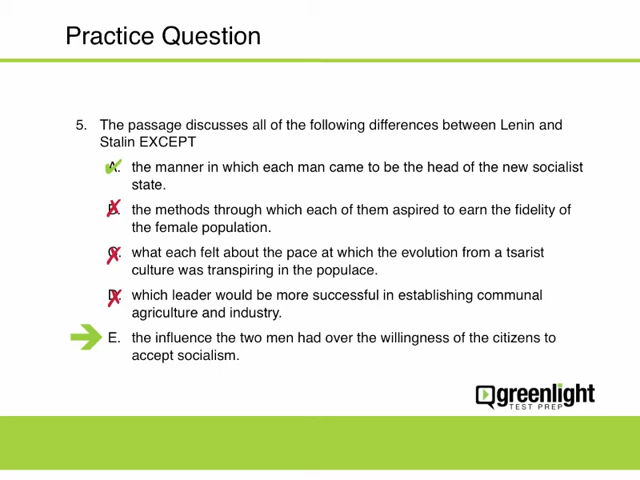 Practice Question
5. The passage discusses all of the following differences between Lenin and
Stalin EXCEPT
A. the manner in which each man came to be the head of the new socialist
state.
B. the methods through which each of them aspired to earn the fidelity of
the female population.
C. what each felt about the pace at which the evolution from a tsarist
culture was transpiring in the populace.
D. which leader would be more successful in establishing communal
agriculture and industry.
E. the influence the two men had over the willingness of the citizens to
accept socialism.
greenlight
TEST PREP